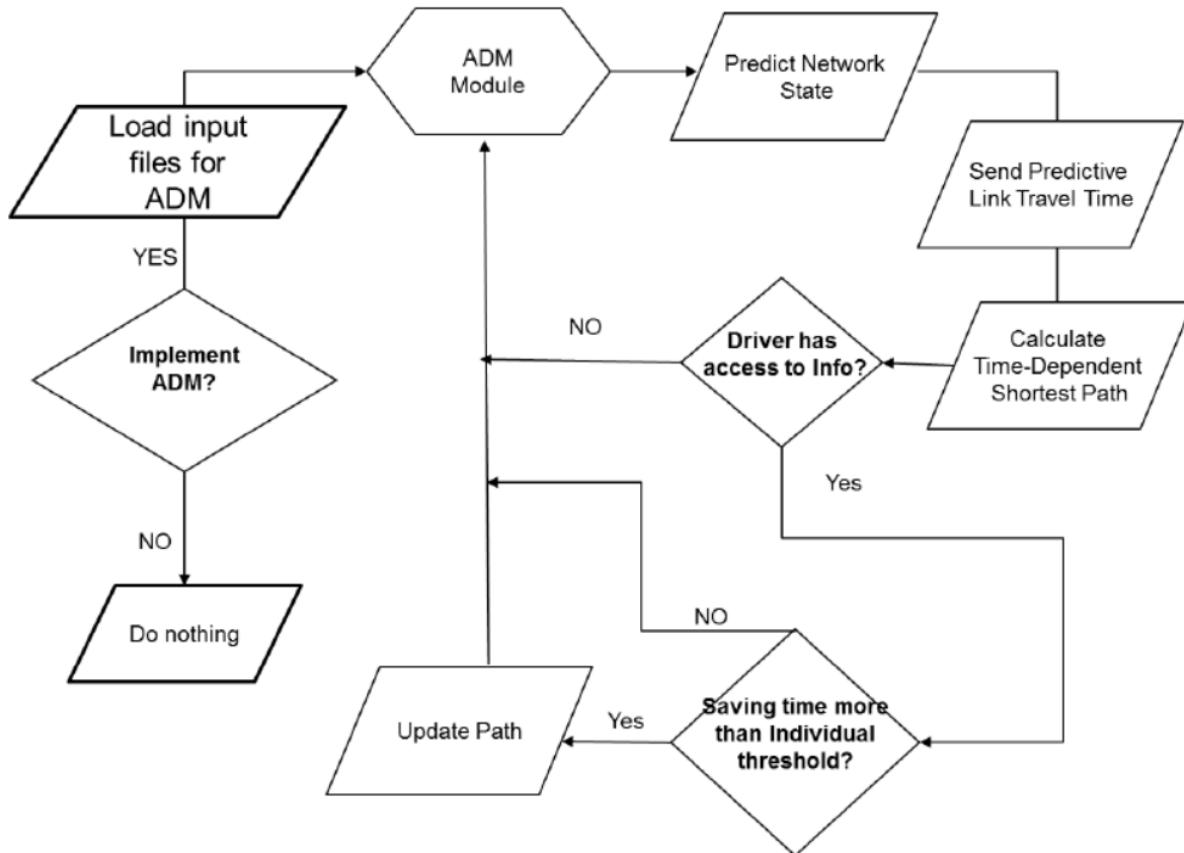 ADM
Module
Predict Network
State
Load input
files for
ADM
Send Predictive
Link Travel Time
YES
NO
Driver has
access to Info?
Calculate
Time-Dependent
Shortest Path
Implement
ADM?
Yes
NO
NO
Do nothing
Update Path
Yes
Saving time more
than Individual
threshold?